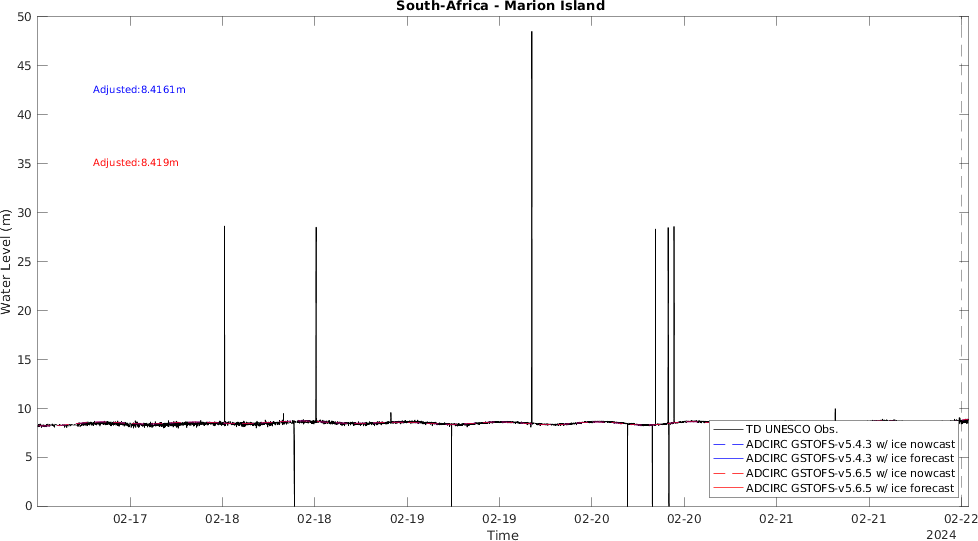 South-Africa - Marion Island
50
45
40
35
30
25
20
15
10
5
0
Water Level (m)
Adjusted:8.4161m
Adjusted:8.419m
TD UNESCO Obs.
ADCIRC GSTOFS-v5.4.3 w/ ice nowcast
ADCIRC GSTOFS-v5.4.3 w/ ice forecast
ADCIRC GSTOFS-v5.6.5 w/ ice nowcast
ADCIRC GSTOFS-v5.6.5 w/ ice forecast
02-17 02-18 02-18 02-19 02-19 02-20 02-20 02-21 02-21 02-22
Time
2024